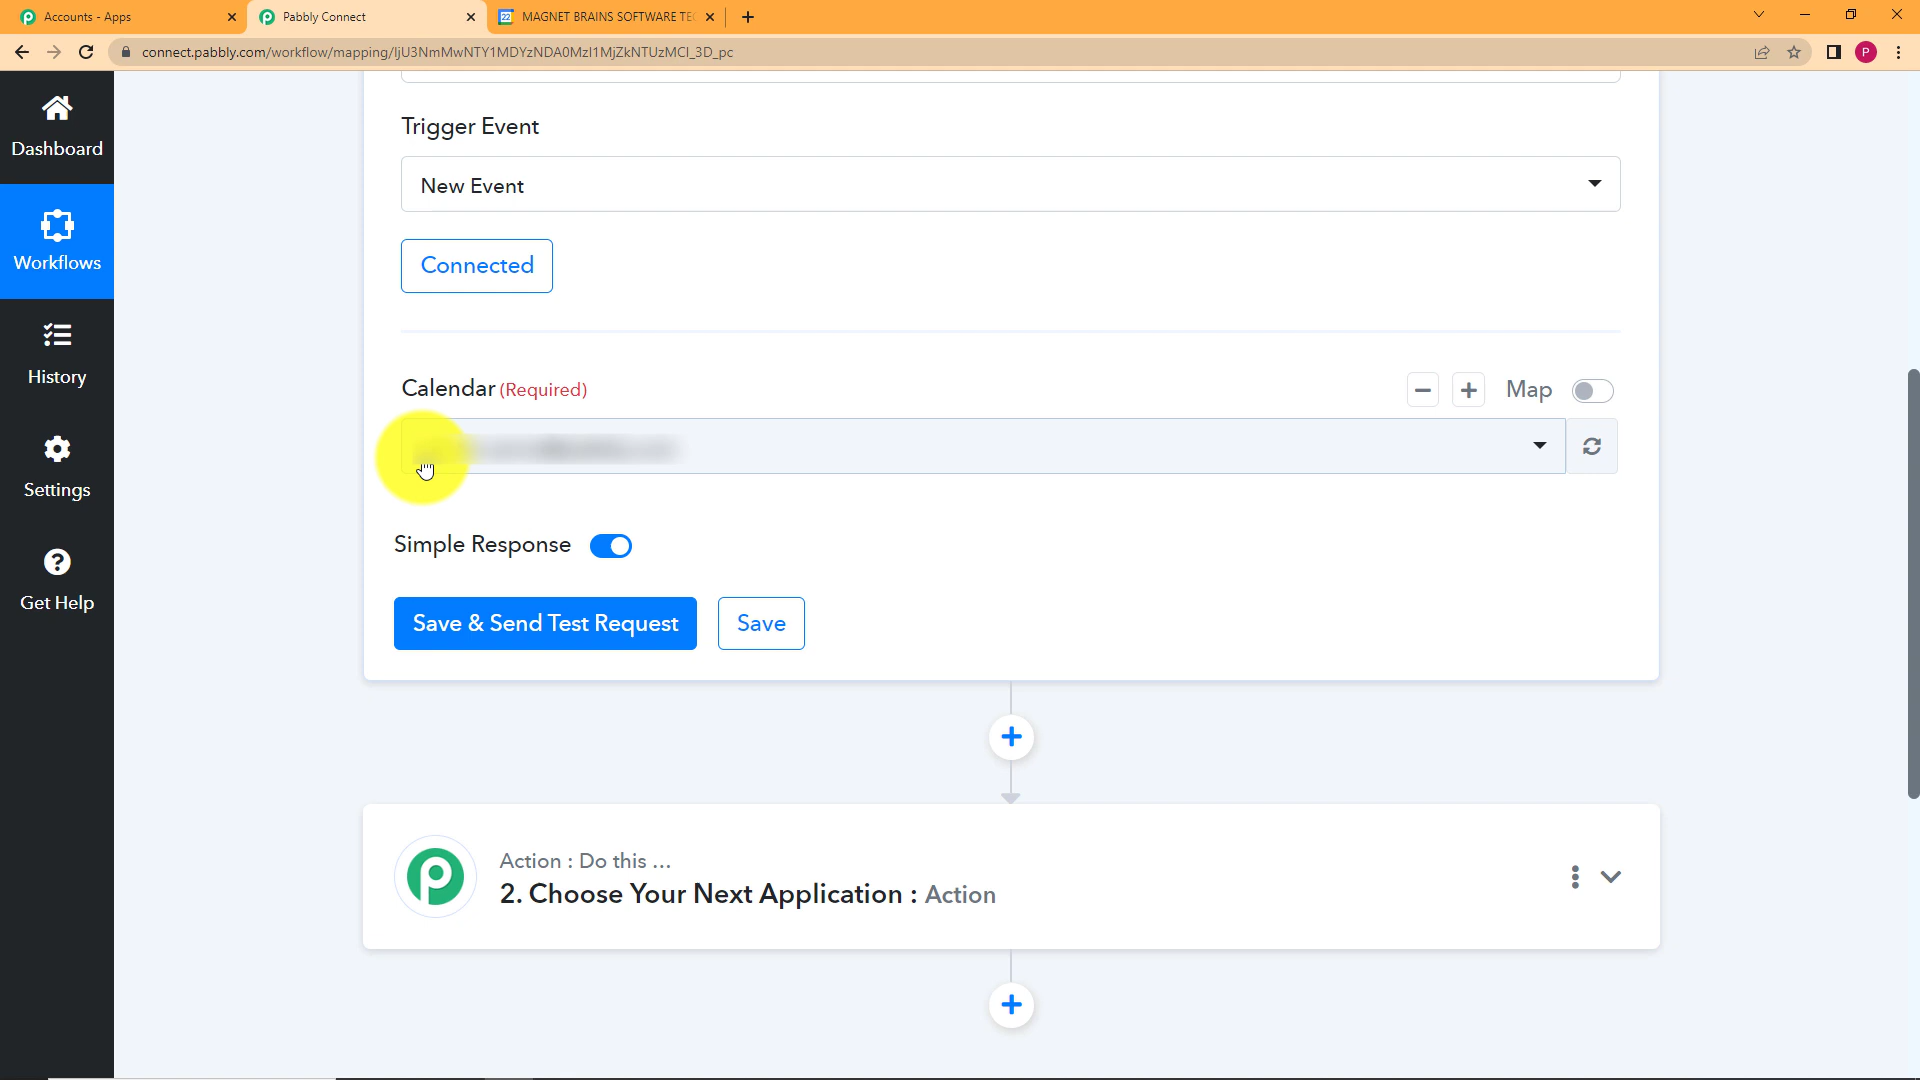 Accounts - Apps
Pabbly Connect
22
MAGNET BRAINS SOFTWARE TEC
connect.pabbly.com/workflow/mapping/
P
Dashboard
Workflows
History
Settings
Get Help
Trigger Event
New Event
Connected
Calendar (Required)
Map
Simple Response
Save & Send Test Request
Save
Action : Do this ...
2. Choose Your Next Application : Action